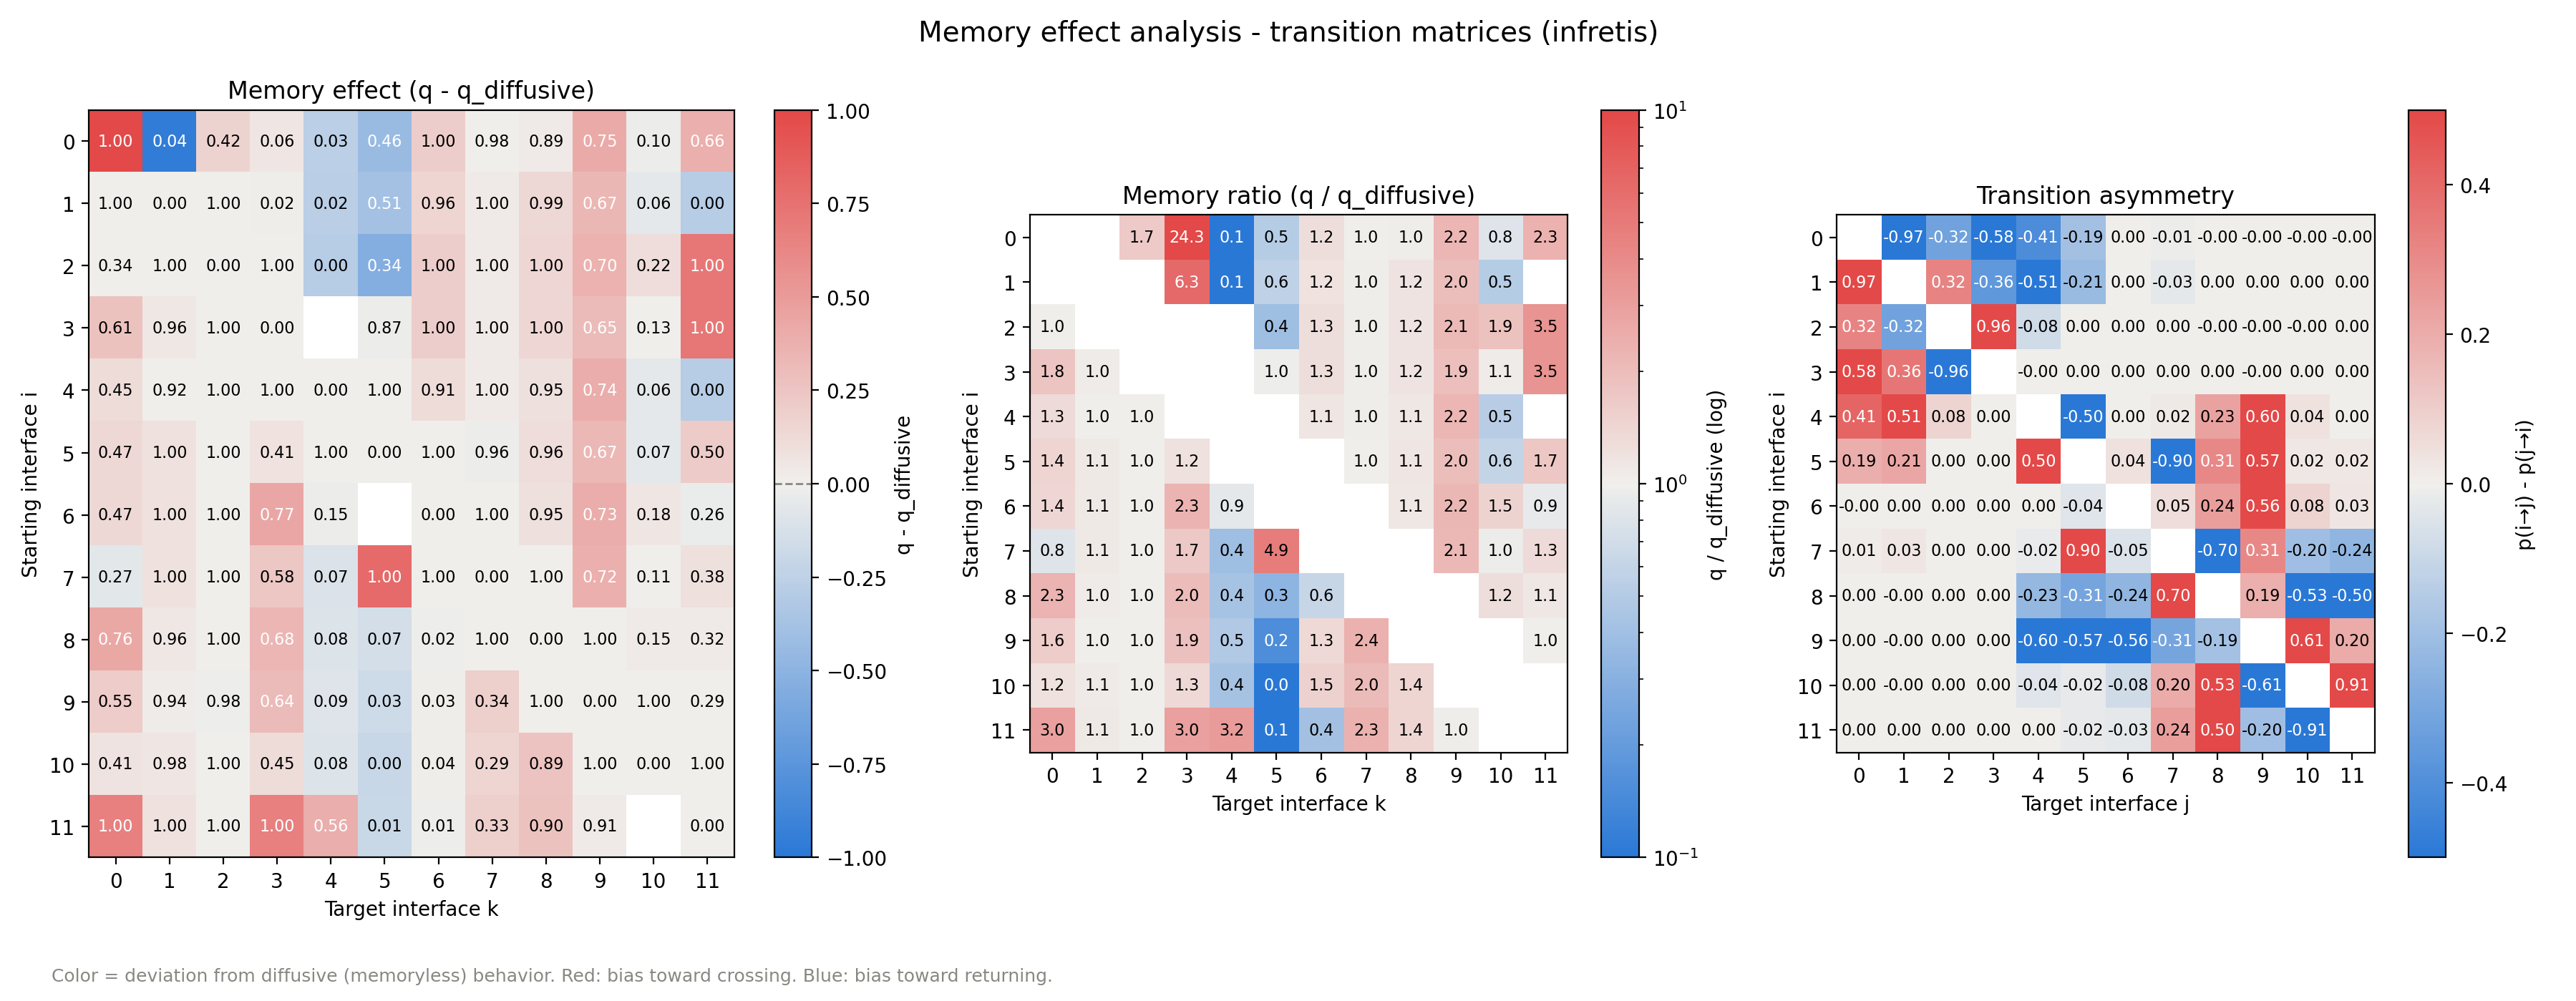 Memory effect analysis - transition matrices (infretis)
Memory effect (q - q_diffusive)
Starting interface i
0 1.00 0.04 0.42 0.06 0.03 0.46 1.00 0.98 0.89 0.75 0.10 0.66
1 1.00 0.00 1.00 0.02 0.02 0.51 0.96 1.00 0.99 0.67 0.06 0.00
2 0.34 1.00 0.00 1.00 0.00 0.34 1.00 1.00 1.00 0.70 0.22 1.00
3 0.61 0.96 1.00 0.00 0.87 1.00 1.00 1.00 0.65 0.13 1.00
4 0.45 0.92 1.00 1.00 0.00 1.00 0.91 1.00 0.95 0.74 0.06 0.00
5 0.47 1.00 1.00 0.41 1.00 0.00 1.00 0.96 0.96 0.67 0.07 0.50
6 0.47 1.00 1.00 0.77 0.15 0.00 1.00 0.95 0.73 0.18 0.26
7 0.27 1.00 1.00 0.58 0.07 1.00 1.00 0.00 1.00 0.72 0.11 0.38
8 0.76 0.96 1.00 0.68 0.08 0.07 0.02 1.00 0.00 1.00 0.15 0.32
9 0.55 0.94 0.98 0.64 0.09 0.03 0.03 0.34 1.00 0.00 1.00 0.29
10 0.41 0.98 1.00 0.45 0.08 0.00 0.04 0.29 0.89 1.00 0.00 1.00
11 1.00 1.00 1.00 1.00 0.56 0.01 0.01 0.33 0.90 0.91 0.00
0 1 2 3 4 5 6 7 8 9 10 11
Target interface k
1.00
0.75
0.50
0.25
0.00
−0.25
−0.50
−0.75
−1.00
q - q_diffusive
Memory ratio (q / q_diffusive)
Starting interface i
0 1.7 24.3 0.1 0.5 1.2 1.0 1.0 2.2 0.8 2.3
1 6.3 0.1 0.6 1.2 1.0 1.2 2.0 0.5
2 1.0 0.4 1.3 1.0 1.2 2.1 1.9 3.5
3 1.8 1.0 1.0 1.3 1.0 1.2 1.9 1.1 3.5
4 1.3 1.0 1.0 1.1 1.0 1.1 2.2 0.5
5 1.4 1.1 1.0 1.2 1.0 1.1 2.0 0.6 1.7
6 1.4 1.1 1.0 2.3 0.9 1.1 2.2 1.5 0.9
7 0.8 1.1 1.0 1.7 0.4 4.9 2.1 1.0 1.3
8 2.3 1.0 1.0 2.0 0.4 0.3 0.6 1.2 1.1
9 1.6 1.0 1.0 1.9 0.5 0.2 1.3 2.4 1.0
10 1.2 1.1 1.0 1.3 0.4 0.0 1.5 2.0 1.4
11 3.0 1.1 1.0 3.0 3.2 0.1 0.4 2.3 1.4 1.0
0 1 2 3 4 5 6 7 8 9 10 11
Target interface k
10¹
10⁰
10⁻¹
q / q_diffusive (log)
Transition asymmetry
Starting interface i
0 -0.97 -0.32 -0.58 -0.41 -0.19 0.00 -0.01 -0.00 -0.00 -0.00 -0.00
1 0.97 0.32 -0.36 -0.51 -0.21 0.00 -0.03 0.00 0.00 0.00 0.00
2 0.32 -0.32 0.96 -0.08 0.00 0.00 0.00 -0.00 -0.00 -0.00 0.00
3 0.58 0.36 -0.96 -0.00 0.00 0.00 0.00 0.00 -0.00 0.00 0.00
4 0.41 0.51 0.08 0.00 -0.50 0.00 0.02 0.23 0.60 0.04 0.00
5 0.19 0.21 0.00 0.00 0.50 0.04 -0.90 0.31 0.57 0.02 0.02
6 -0.00 0.00 0.00 0.00 0.00 -0.04 0.05 0.24 0.56 0.08 0.03
7 0.01 0.03 0.00 0.00 -0.02 0.90 -0.05 -0.70 0.31 -0.20 -0.24
8 0.00 -0.00 0.00 0.00 -0.23 -0.31 -0.24 0.70 0.19 -0.53 -0.50
9 0.00 -0.00 0.00 0.00 -0.60 -0.57 -0.56 -0.31 -0.19 0.61 0.20
10 0.00 -0.00 0.00 0.00 -0.04 -0.02 -0.08 0.20 0.53 -0.61 0.91
11 0.00 0.00 0.00 0.00 0.00 -0.02 -0.03 0.24 0.50 -0.20 -0.91
0 1 2 3 4 5 6 7 8 9 10 11
Target interface j
0.4
0.2
0.0
−0.2
−0.4
p(i→j) - p(j→i)
Color = deviation from diffusive (memoryless) behavior. Red: bias toward crossing. Blue: bias toward returning.